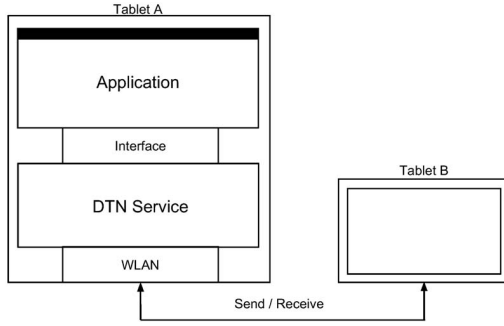 Tablet A
Application
Interface
DTN Service
WLAN
Tablet B
Send / Receive